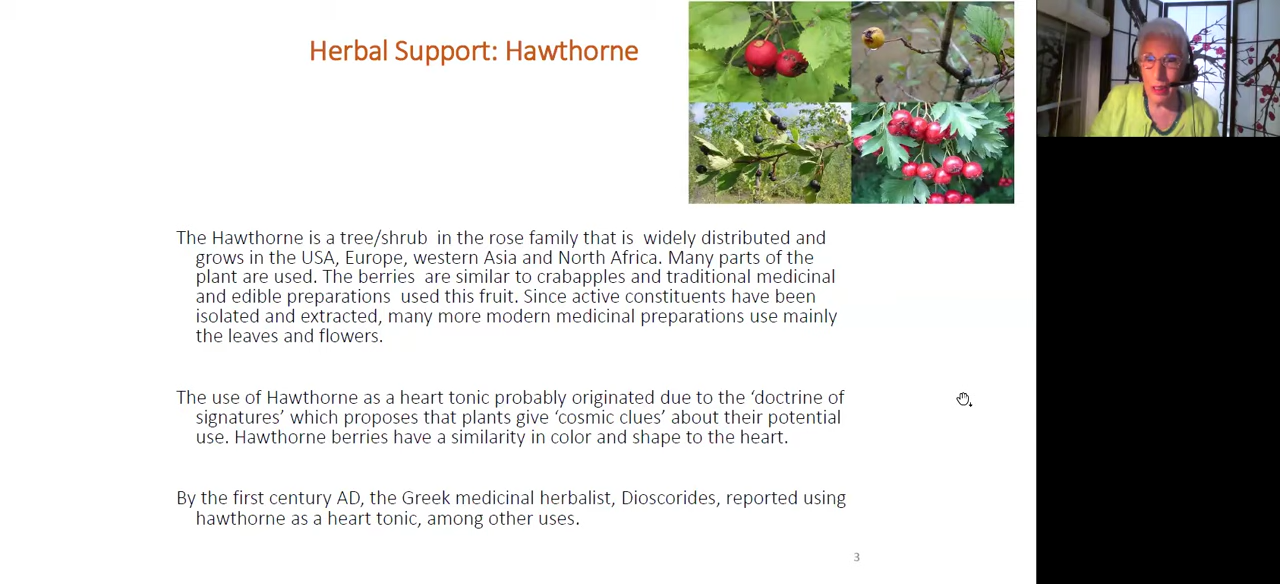 Herbal Support: Hawthorne
The Hawthorne is a tree/shrub in the rose family that is widely distributed and
grows in the USA, Europe, western Asia and North Africa. Many parts of the
plant are used. The berries are similar to crabapples and traditional medicinal
and edible preparations used this fruit. Since active constituents have been
isolated and extracted, many more modern medicinal preparations use mainly
the leaves and flowers.
The use of Hawthorne as a heart tonic probably originated due to the ‘doctrine of
signatures’ which proposes that plants give ‘cosmic clues’ about their potential
use. Hawthorne berries have a similarity in color and shape to the heart.
By the first century AD, the Greek medicinal herbalist, Dioscorides, reported using
hawthorne as a heart tonic, among other uses.
3